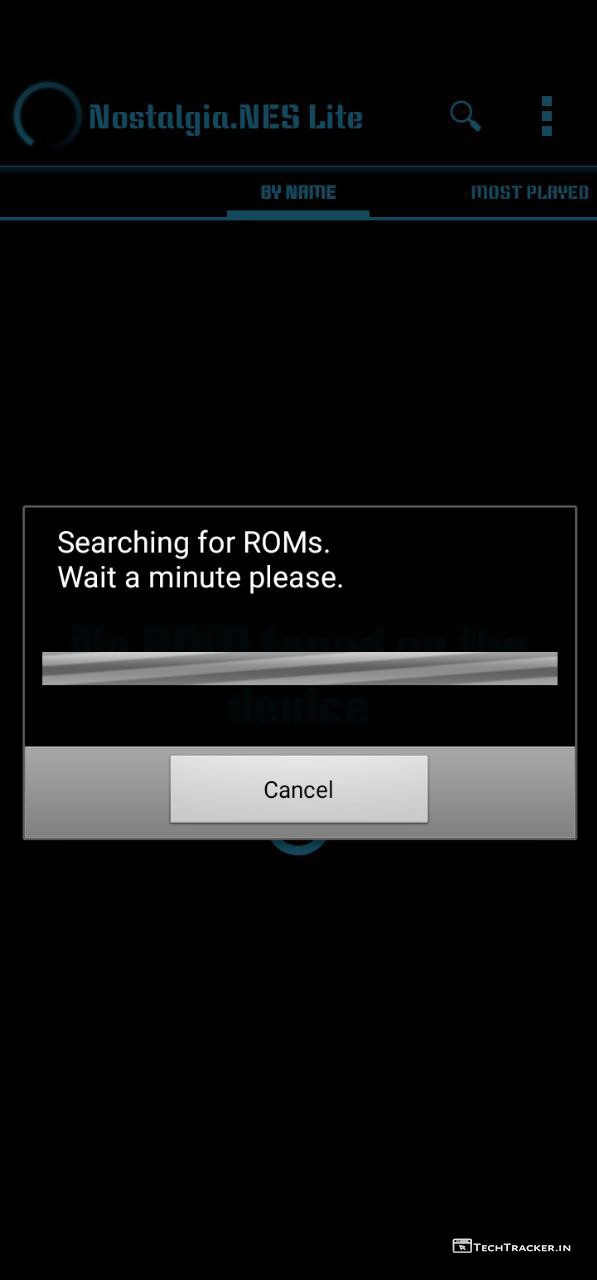 Nostalgia.NES Lite
BY NAME
MOST PLAYED
Searching for ROMs.
Wait a minute please.
No ROM found on the
device
Cancel
TECHTRACKER.IN